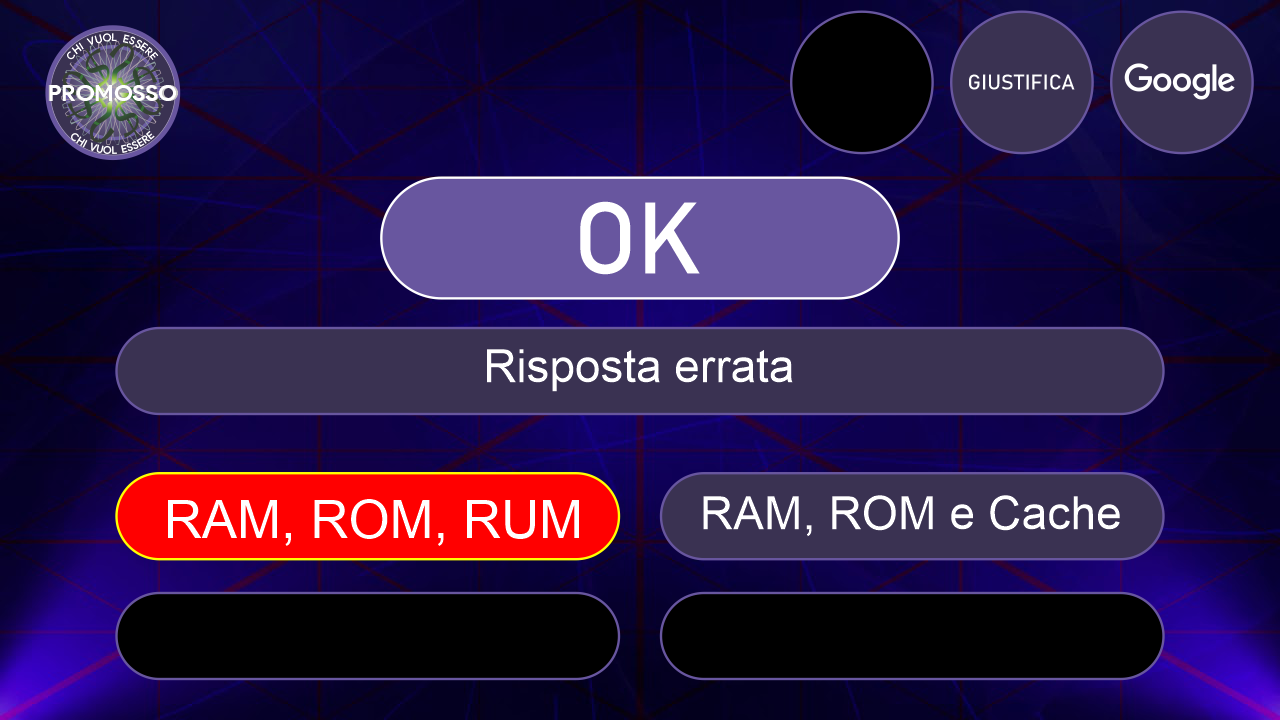 CHI VUOL ESSERE
PROMOSSO
CHI VUOL ESSERE
GIUSTIFICA
Google
OK
Risposta errata
RAM, ROM, RUM
RAM, ROM e Cache